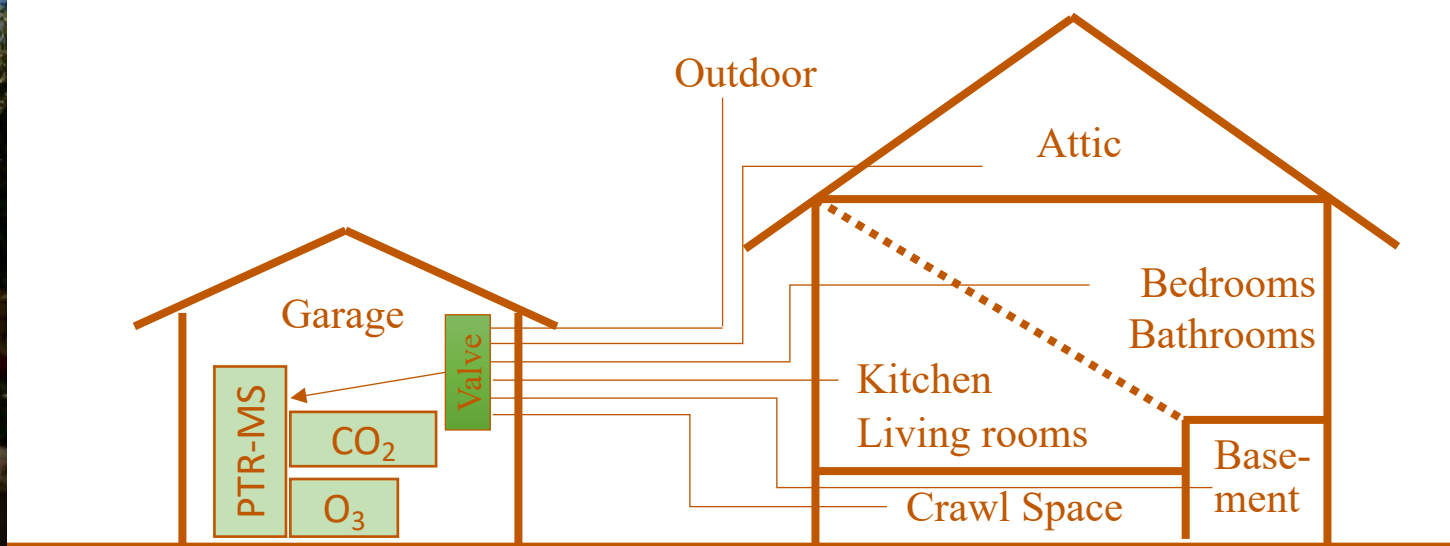 Outdoor
Attic
Garage
Bedrooms
Bathrooms
Valve
Kitchen
Living rooms
PTR-MS
CO₂
O₃
Base-
ment
Crawl Space